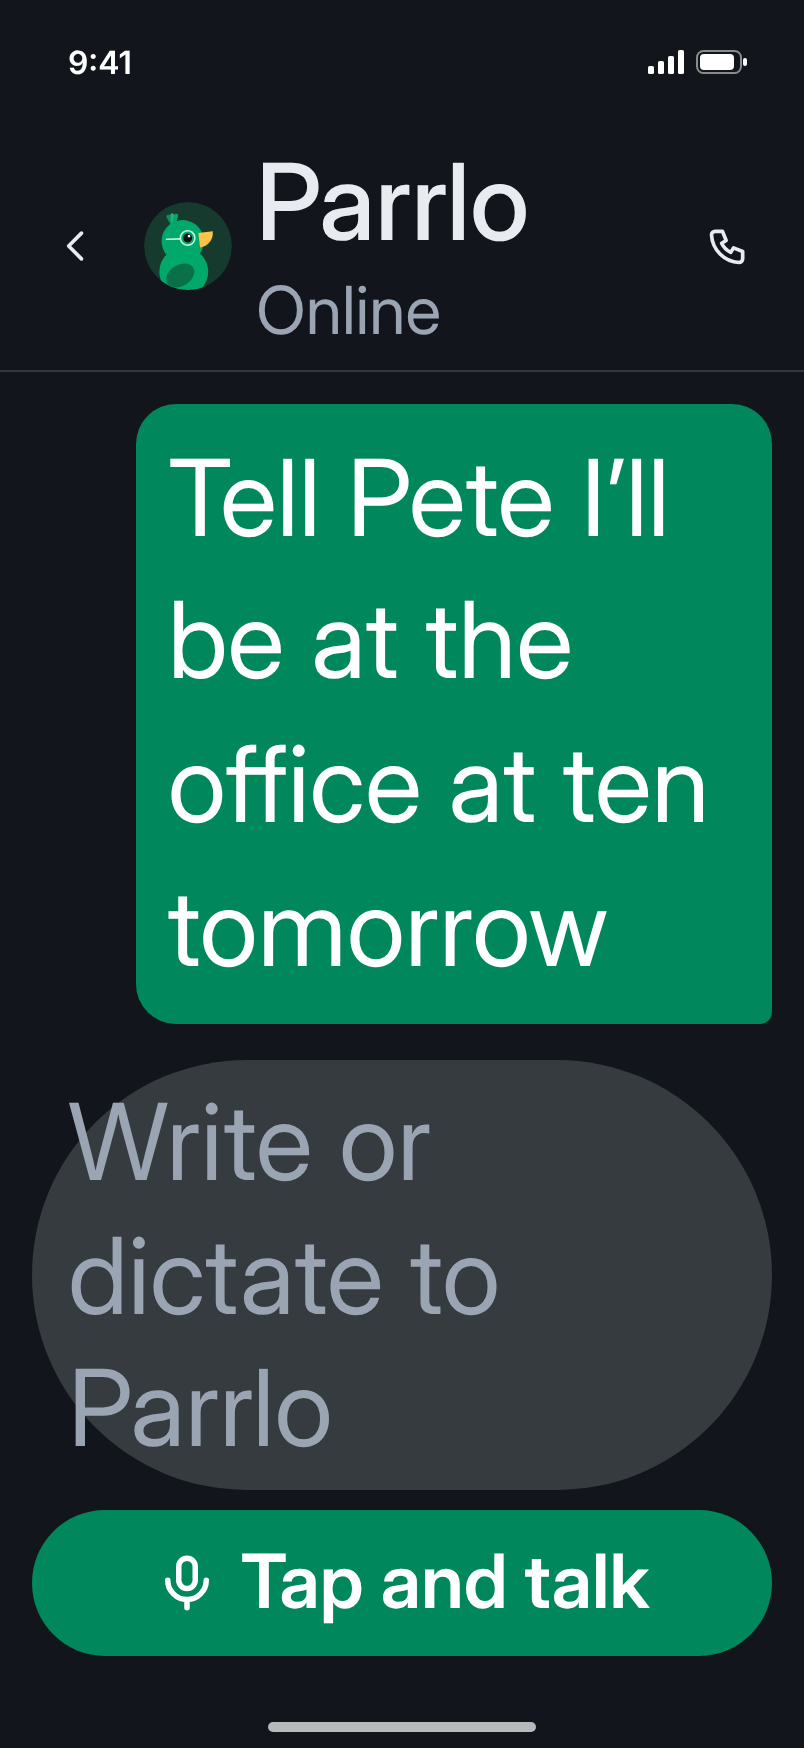 9:41
Parrlo
Online
Tell Pete I’ll
be at the
office at ten
tomorrow
Write or
dictate to
Parrlo
Tap and talk